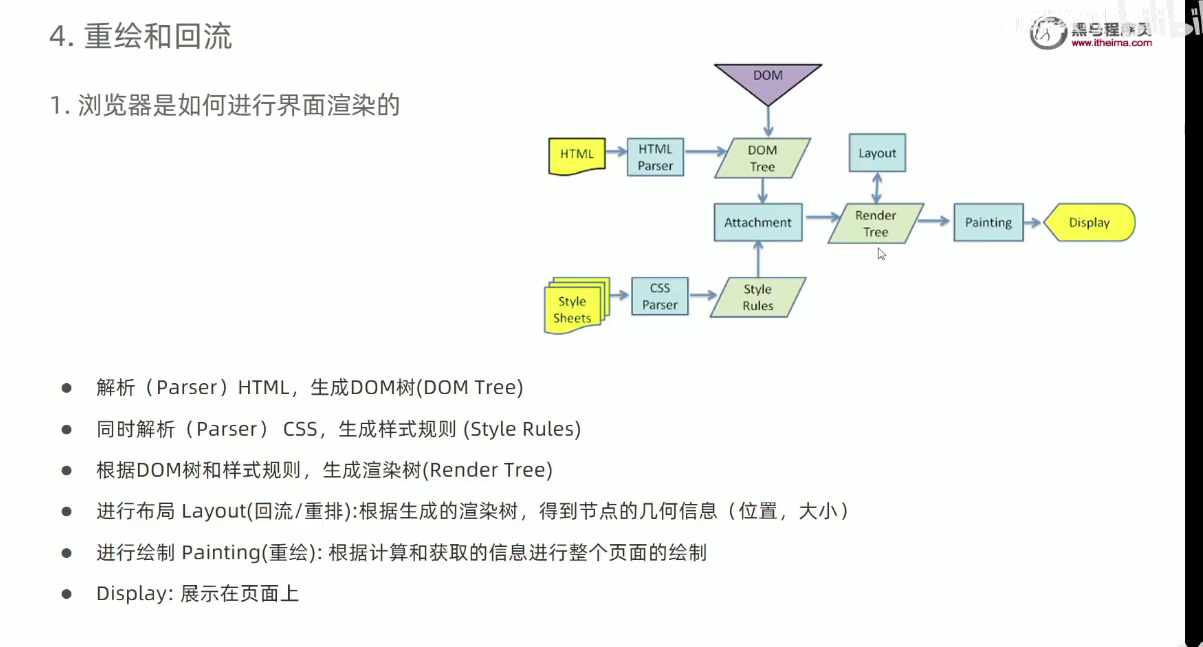 4. 重绘和回流
黑马程序员
www.itheima.com
1. 浏览器是如何进行界面渲染的
DOM
HTML
HTML
Parser
DOM
Tree
Layout
Attachment
Render
Tree
Painting
Display
Style
Sheets
CSS
Parser
Style
Rules
● 解析（Parser）HTML，生成DOM树(DOM Tree)
● 同时解析（Parser） CSS，生成样式规则 (Style Rules)
● 根据DOM树和样式规则，生成渲染树(Render Tree)
● 进行布局 Layout(回流/重排):根据生成的渲染树，得到节点的几何信息（位置，大小）
● 进行绘制 Painting(重绘): 根据计算和获取的信息进行整个页面的绘制
● Display: 展示在页面上